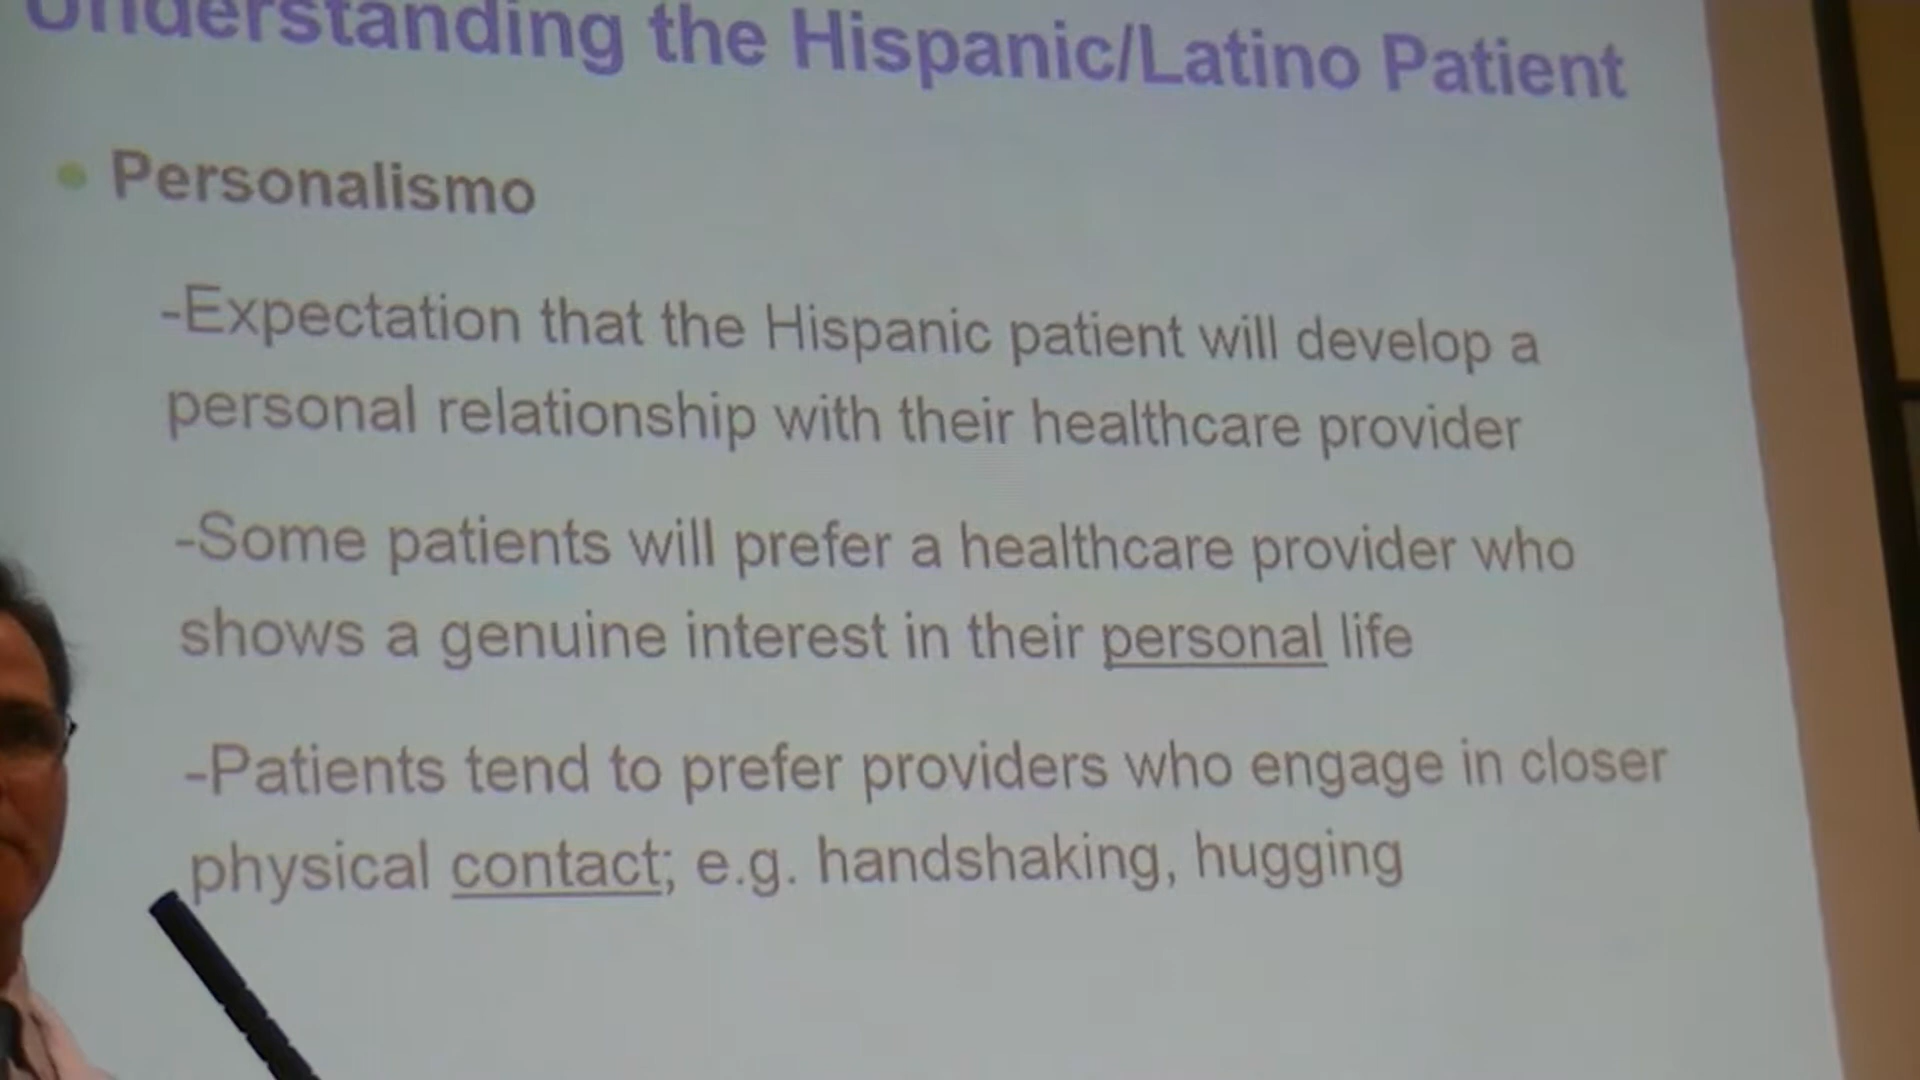 Understanding the Hispanic/Latino Patient
• Personalismo
-Expectation that the Hispanic patient will develop a
personal relationship with their healthcare provider
-Some patients will prefer a healthcare provider who
shows a genuine interest in their personal life
-Patients tend to prefer providers who engage in closer
physical contact; e.g. handshaking, hugging